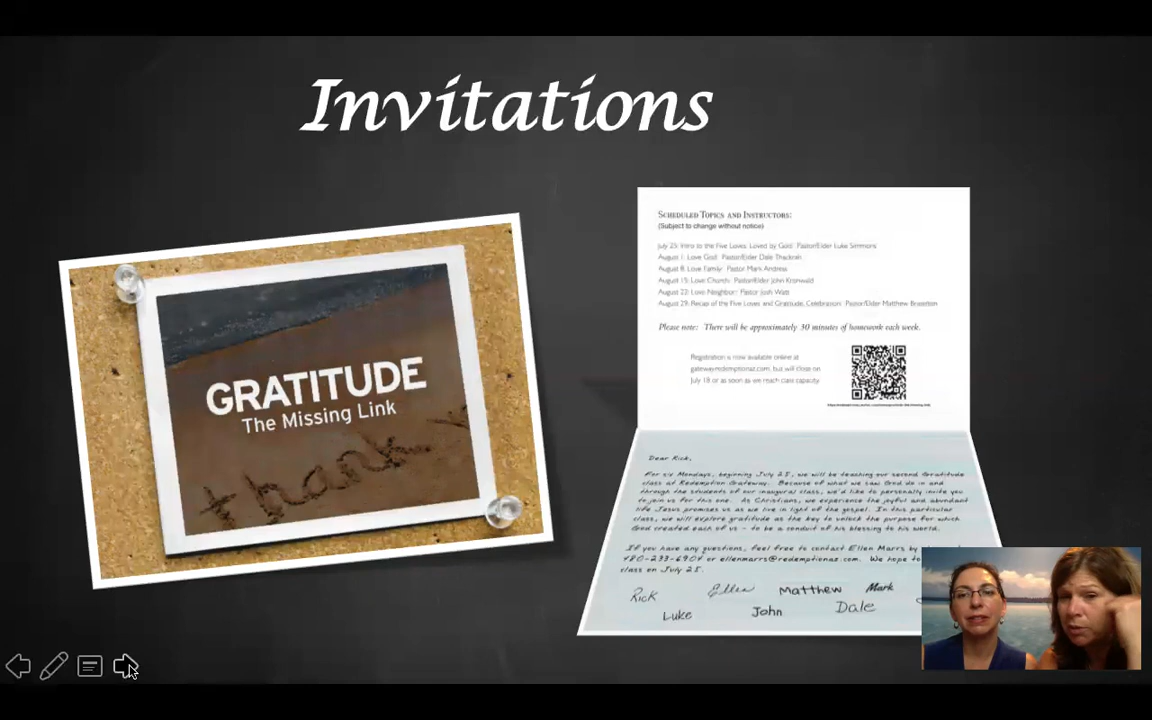 Invitations
GRATITUDE
The Missing Link
thank
SCHEDULED TOPICS AND INSTRUCTORS:
(Subject to change without notice)
July 25: Intro to the Five Loves: Loved by God: Pastor/Elder Luke Simmons
August 1: Love God: Pastor/Elder Dale Thackrah
August 8: Love Family: Pastor Mark Andreas
August 15: Love Church: Pastor/Elder John Kronwald
August 22: Love Neighbor: Pastor Josh Watt
August 29: Recap of the Five Loves and Gratitude, Celebration: Pastor/Elder Matthew Braselton
Please note: There will be approximately 30 minutes of homework each week.
Registration is now available online at
gateway.redemptionaz.com, but will close on
July 18 or as soon as we reach class capacity.
Dear Rick,
For six Mondays, beginning July 25, we will be teaching our second Gratitude
class at Redemption Gateway. Because of what we saw God do in and
through the students of our inaugural class, we'd like to personally invite you
to join us for this one. As Christians, we experience the joyful and abundant
life Jesus promises us as we live in light of the gospel. In this particular
class, we will explore gratitude as the key to unlock the purpose for which
God created each of us - to be a conduit of his blessing to his world.
If you have any questions, feel free to contact Ellen Marrs by
480-233-6909 or ellenmarrs@redemptionaz.com. We hope to
class on July 25.
Rick Ellen Matthew Mark
Luke John Dale